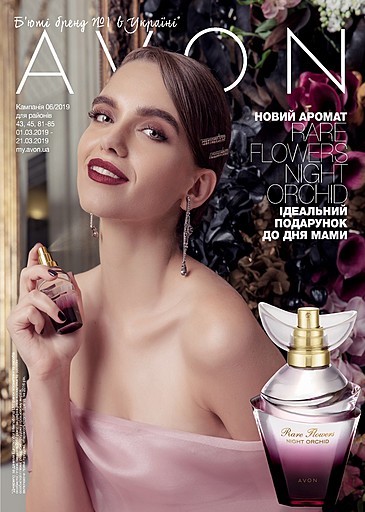 Б'юті бренд №1 в Україні*
AVON
Кампанія 06/2019
для районів
43, 45, 81-85
01.03.2019 -
21.03.2019
my.avon.ua
НОВИЙ АРОМАТ
RARE
FLOWERS
NIGHT
ORCHID
ІДЕАЛЬНИЙ
ПОДАРУНОК
ДО ДНЯ МАМИ
Rare Flowers
NIGHT ORCHID
AVON